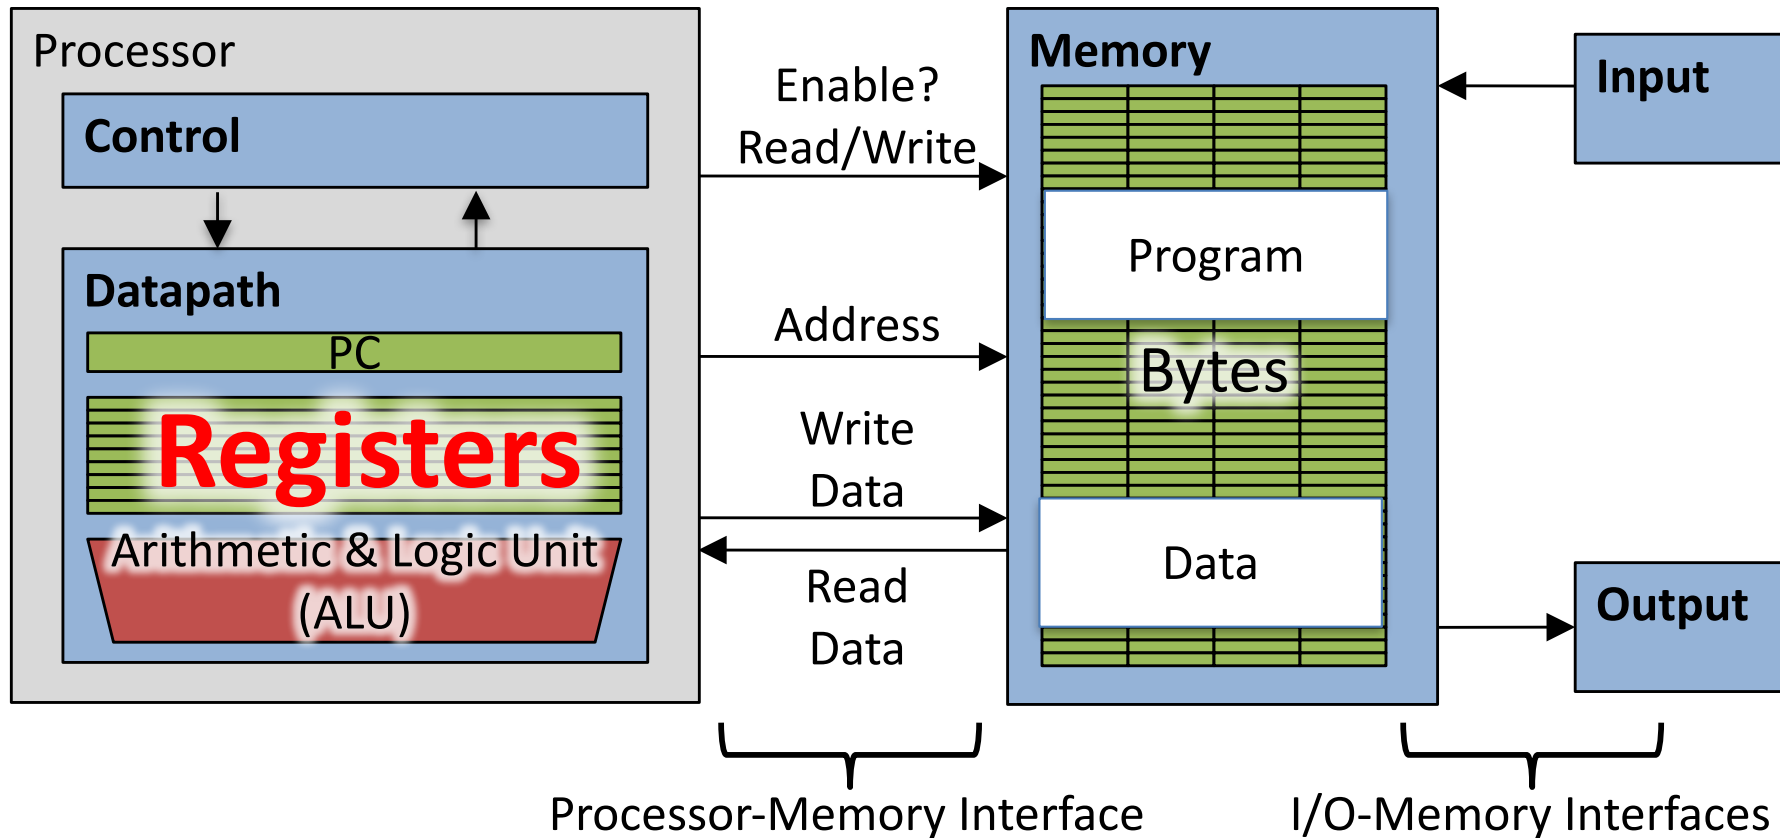 Processor
Control
Datapath
PC
Registers
Arithmetic & Logic Unit
(ALU)
Enable?
Read/Write
Address
Write
Data
Read
Data
Memory
Program
Bytes
Data
Input
Output
Processor-Memory Interface
I/O-Memory Interfaces